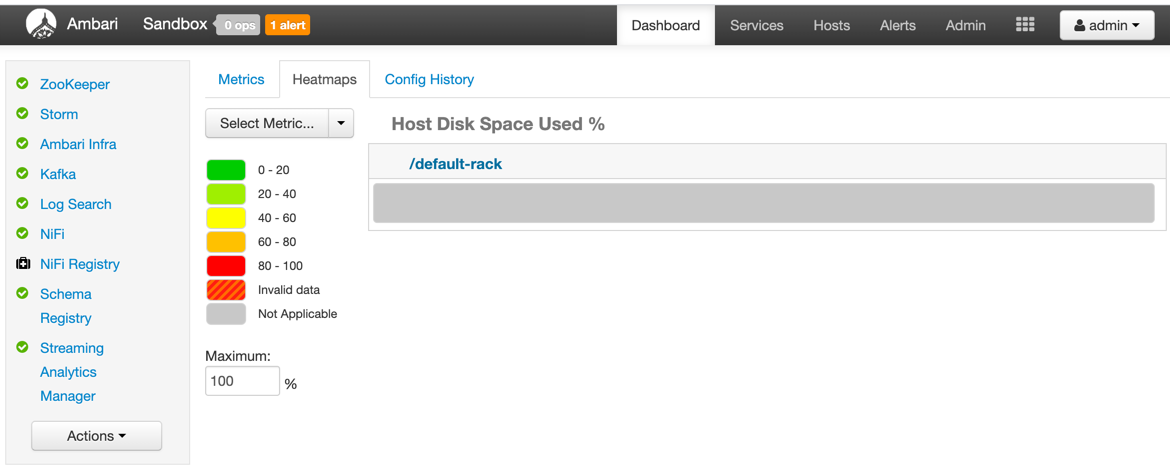 Ambari Sandbox 0 ops 1 alert Dashboard Services Hosts Alerts Admin admin
ZooKeeper
Storm
Ambari Infra
Kafka
Log Search
NiFi
NiFi Registry
Schema
Registry
Streaming
Analytics
Manager
Actions
Metrics Heatmaps Config History
Select Metric...
0 - 20
20 - 40
40 - 60
60 - 80
80 - 100
Invalid data
Not Applicable
Maximum:
100 %
Host Disk Space Used %
/default-rack